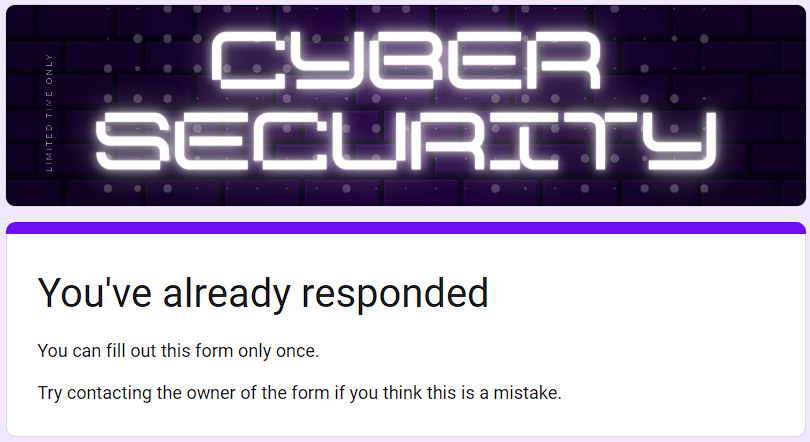 CYBER
SECURITY
LIMITED TIME ONLY
You've already responded
You can fill out this form only once.
Try contacting the owner of the form if you think this is a mistake.